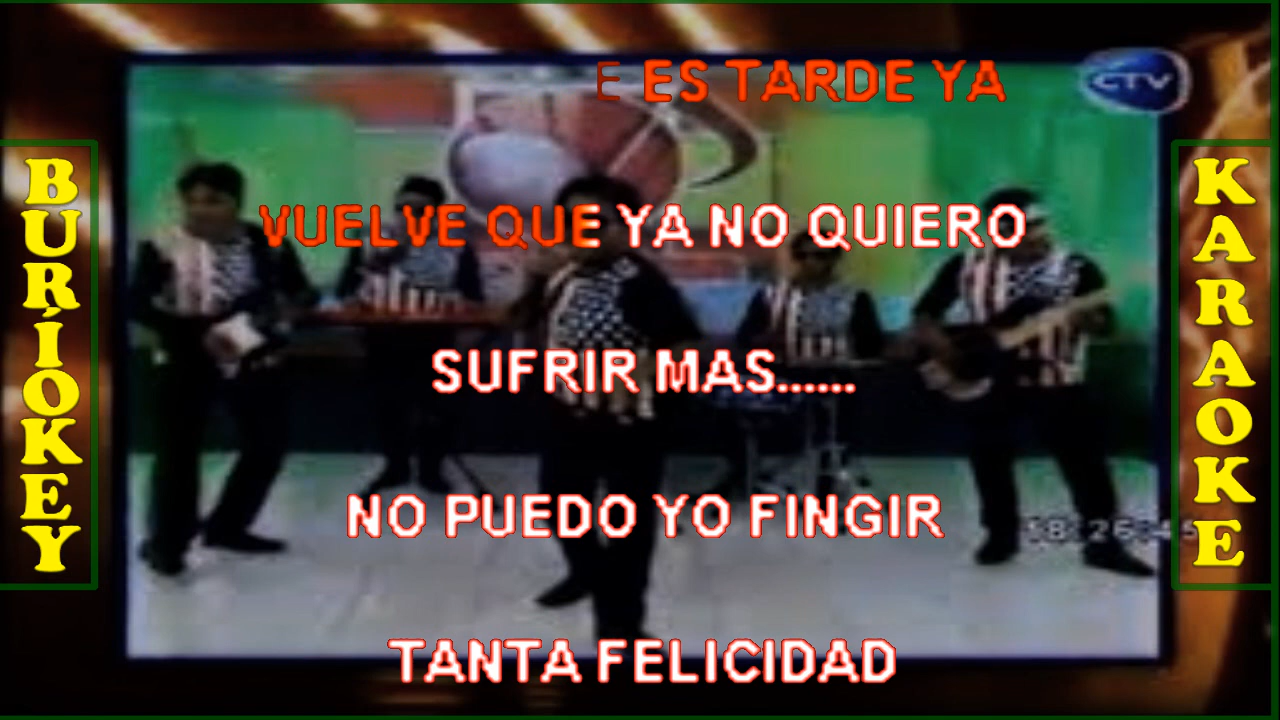 E ES TARDE YA
CTV
VUELVE QUE YA NO QUIERO
SUFRIR MAS......
NO PUEDO YO FINGIR
TANTA FELICIDAD
BURÍOKEY
KARAOKE